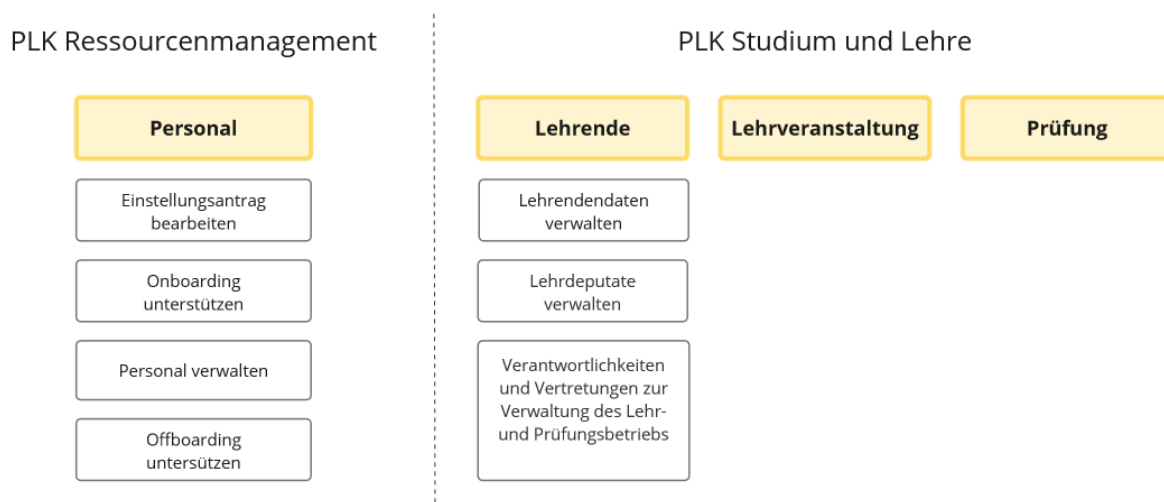 PLK Ressourcenmanagement
Personal
Einstellungsantrag
bearbeiten
Onboarding
unterstützen
Personal verwalten
Offboarding
untersützen
PLK Studium und Lehre
Lehrende
Lehrveranstaltung
Prüfung
Lehrendendaten
verwalten
Lehrdeputate
verwalten
Verantwortlichkeiten
und Vertretungen zur
Verwaltung des Lehr-
und Prüfungsbetriebs